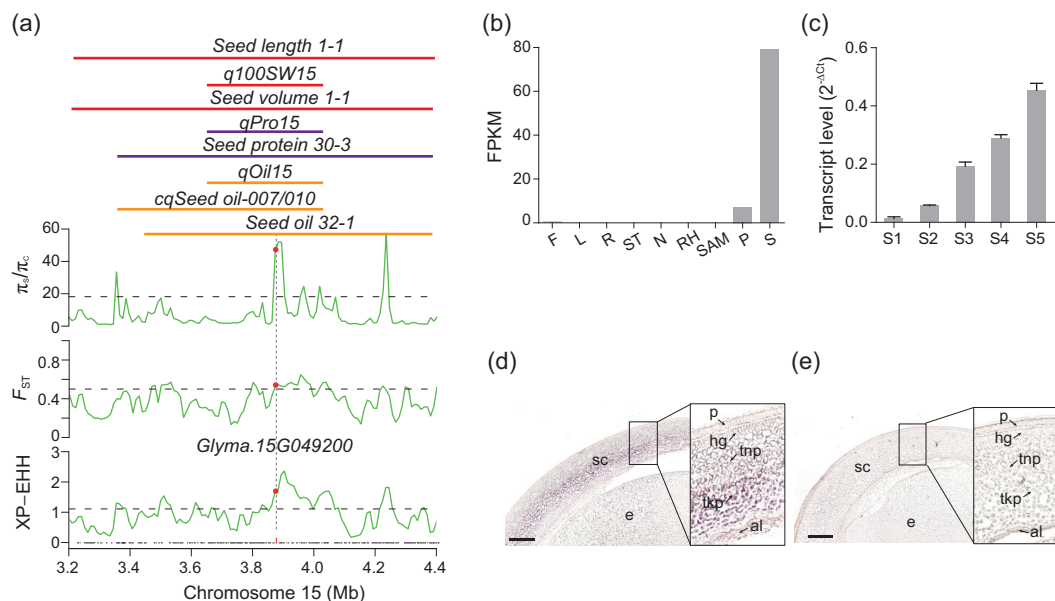 (a)
Seed length 1-1
q100SW15
Seed volume 1-1
qPro15
Seed protein 30-3
qOil15
cqSeed oil-007/010
Seed oil 32-1
60
40
20
0
πs/πc
0.8
0.4
0
FST
Glyma.15G049200
3
2
1
0
XP−EHH
3.2 3.4 3.6 3.8 4.0 4.2 4.4
Chromosome 15 (Mb)
(b)
80
60
40
20
0
FPKM
F L R ST N RH SAM P S
(c)
0.6
0.4
0.2
0.0
Transcript level (2-ΔCt)
S1 S2 S3 S4 S5
(d)
sc
e
p
hg
tnp
tkp
al
(e)
sc
e
p
hg
tnp
tkp
al